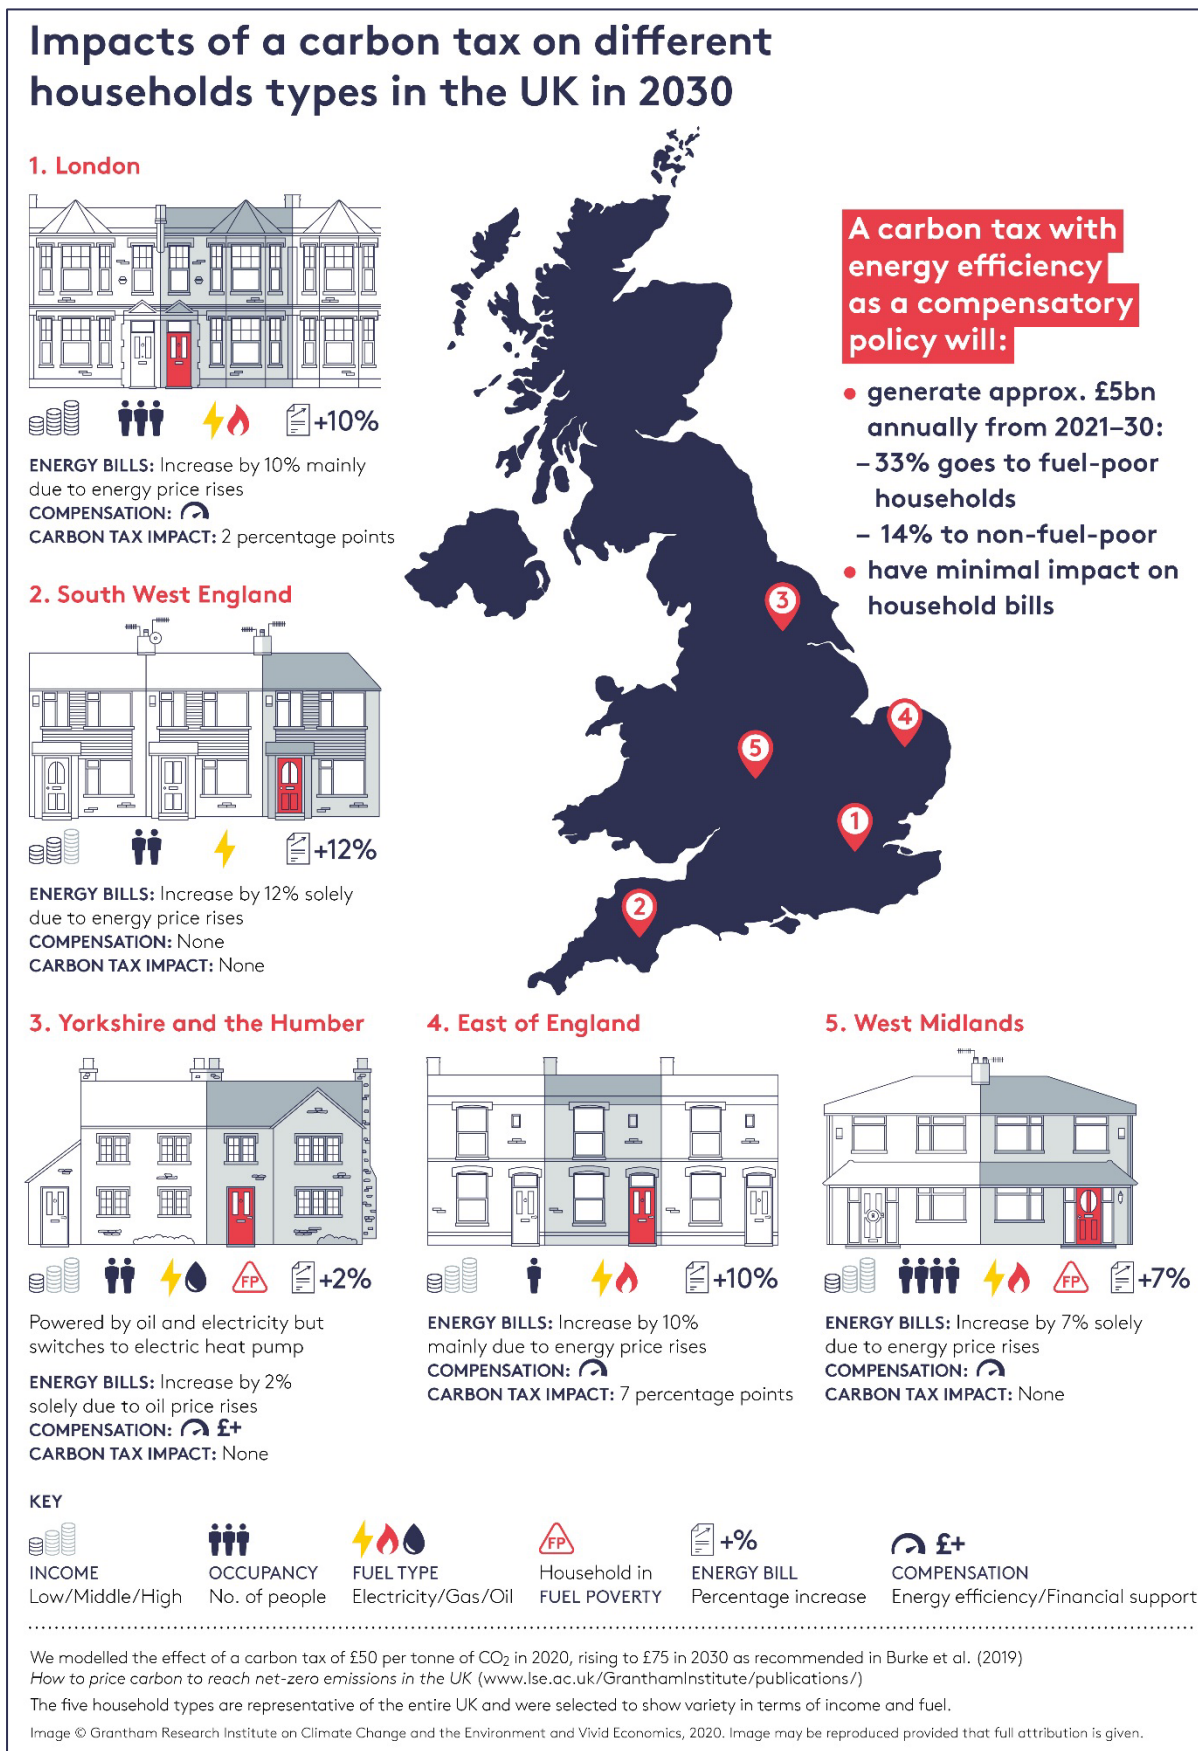 Impacts of a carbon tax on different
households types in the UK in 2030
1. London
+10%
ENERGY BILLS: Increase by 10% mainly
due to energy price rises
COMPENSATION:
CARBON TAX IMPACT: 2 percentage points
2. South West England
+12%
ENERGY BILLS: Increase by 12% solely
due to energy price rises
COMPENSATION: None
CARBON TAX IMPACT: None
A carbon tax with
energy efficiency
as a compensatory
policy will:
• generate approx. £5bn
annually from 2021–30:
– 33% goes to fuel-poor
households
– 14% to non-fuel-poor
• have minimal impact on
household bills
3
4
5
1
2
3. Yorkshire and the Humber
FP
+2%
Powered by oil and electricity but
switches to electric heat pump
ENERGY BILLS: Increase by 2%
solely due to oil price rises
COMPENSATION: £+
CARBON TAX IMPACT: None
4. East of England
+10%
ENERGY BILLS: Increase by 10%
mainly due to energy price rises
COMPENSATION:
CARBON TAX IMPACT: 7 percentage points
5. West Midlands
FP
+7%
ENERGY BILLS: Increase by 7% solely
due to energy price rises
COMPENSATION:
CARBON TAX IMPACT: None
KEY
INCOME
Low/Middle/High
OCCUPANCY
No. of people
FUEL TYPE
Electricity/Gas/Oil
FP
Household in
FUEL POVERTY
+%
ENERGY BILL
Percentage increase
£+
COMPENSATION
Energy efficiency/Financial support
We modelled the effect of a carbon tax of £50 per tonne of CO₂ in 2020, rising to £75 in 2030 as recommended in Burke et al. (2019)
How to price carbon to reach net-zero emissions in the UK (www.lse.ac.uk/GranthamInstitute/publications/)
The five household types are representative of the entire UK and were selected to show variety in terms of income and fuel.
Image © Grantham Research Institute on Climate Change and the Environment and Vivid Economics, 2020. Image may be reproduced provided that full attribution is given.